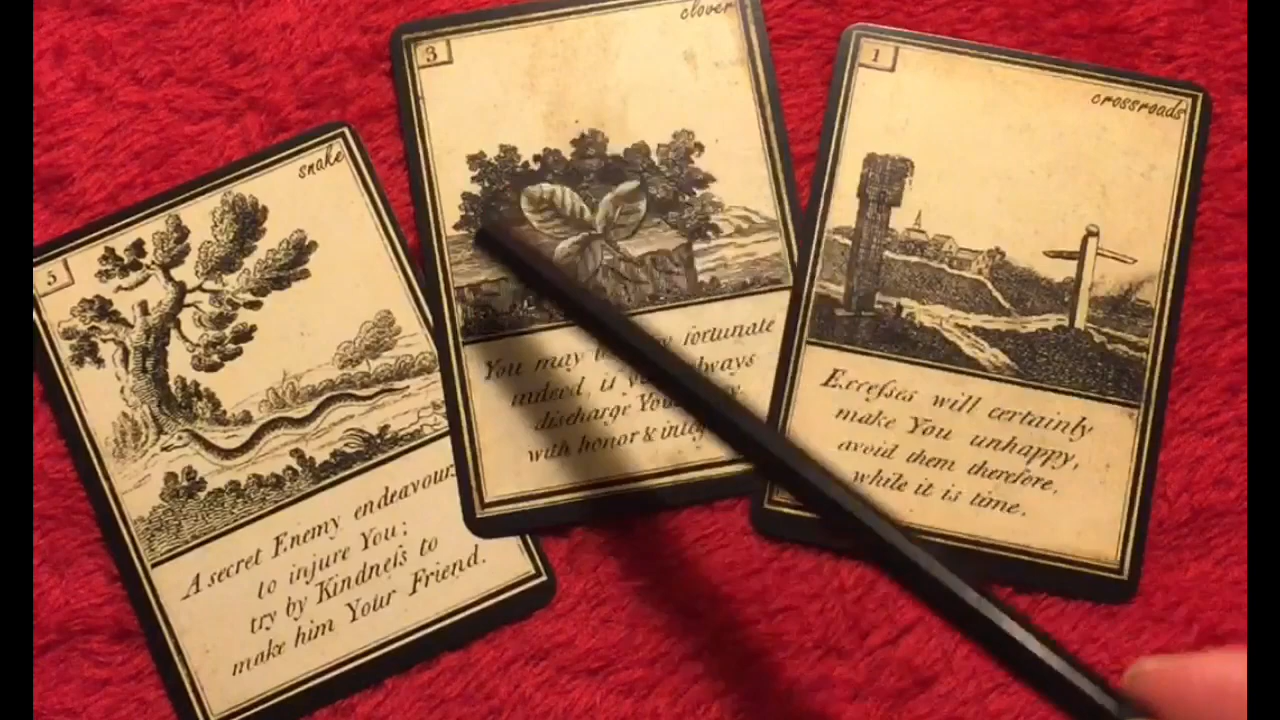 snake
5
A secret Enemy endeavours
to injure You;
try by Kindneſs to
make him Your Friend.
clover
3
You may fortunate
indeed, if always
discharge
with honor &
crossroads
1
Exceſses will certainly
make You unhappy,
avoid them therefore,
while it is time.